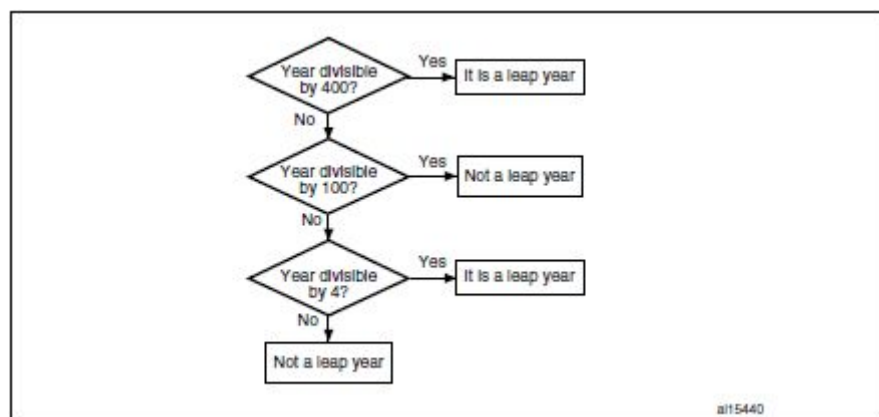 Year divisible
by 400?
Yes
It is a leap year
No
Year divisible
by 100?
Yes
Not a leap year
No
Year divisible
by 4?
Yes
It is a leap year
No
Not a leap year
ai15440